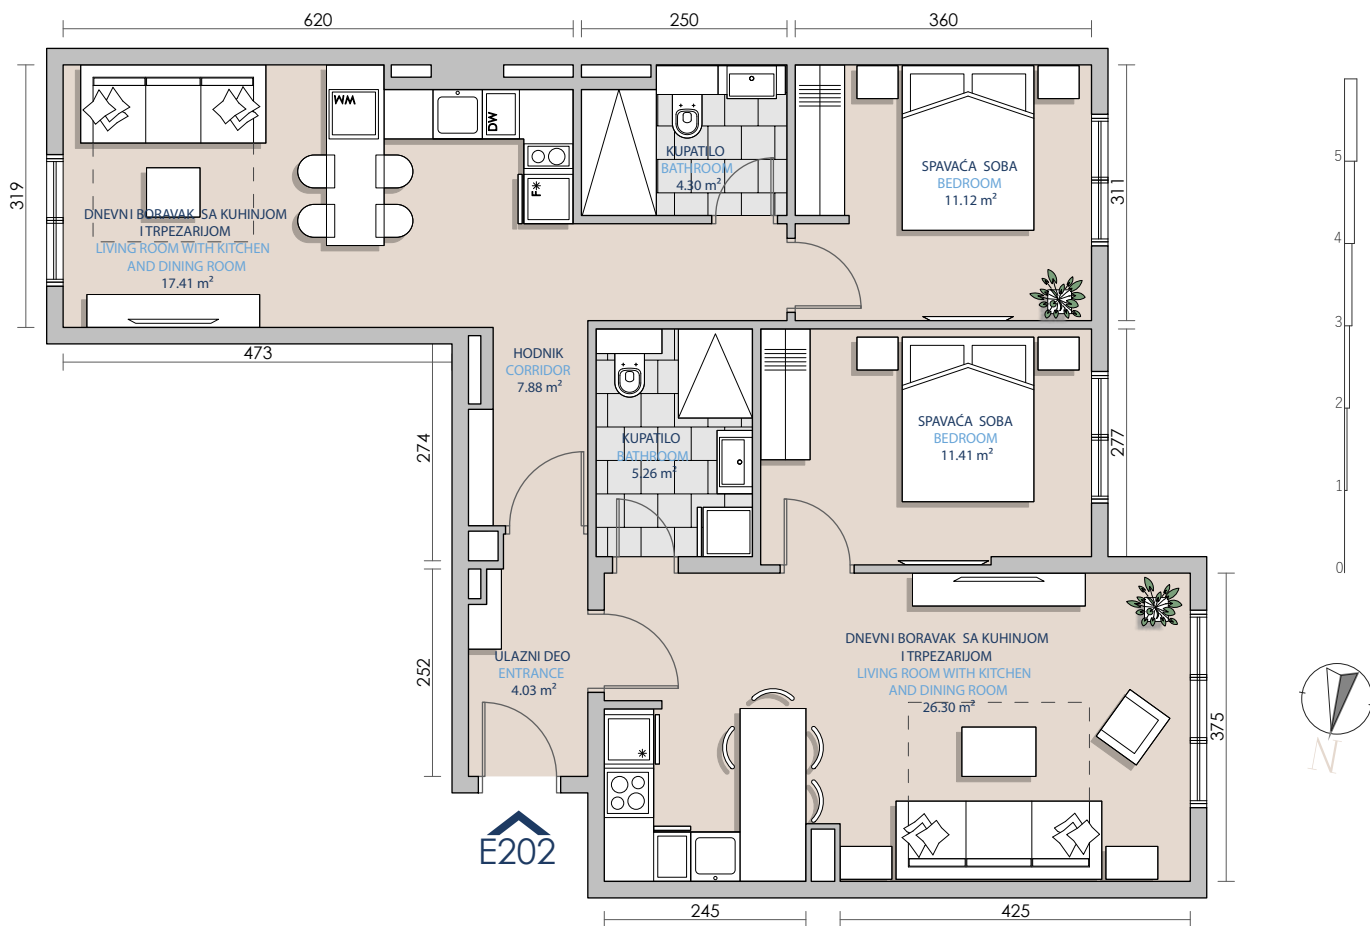 620
250
360
319
WM
DW
F*
KUPATILO
BATHROOM
4.30 m²
SPAVAĆA SOBA
BEDROOM
11.12 m²
311
DNEVNI BORAVAK SA KUHINJOM
I TRPEZARIJOM
LIVING ROOM WITH KITCHEN
AND DINING ROOM
17.41 m²
473
HODNIK
CORRIDOR
7.88 m²
274
KUPATILO
BATHROOM
5.26 m²
SPAVAĆA SOBA
BEDROOM
11.41 m²
277
5
4
3
2
1
0
252
ULAZNI DEO
ENTRANCE
4.03 m²
DNEVNI BORAVAK SA KUHINJOM
I TRPEZARIJOM
LIVING ROOM WITH KITCHEN
AND DINING ROOM
26.30 m²
*
375
N
E202
245
425